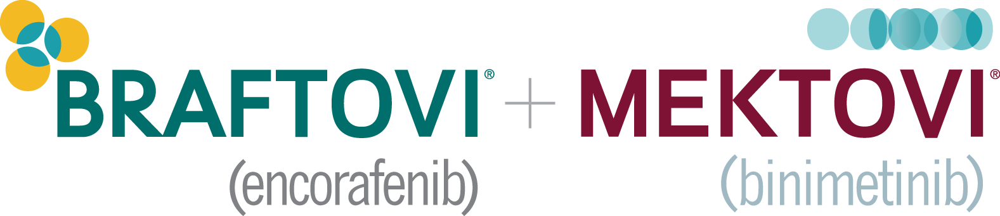 BRAFTOVI® + MEKTOVI®
(encorafenib) (binimetinib)